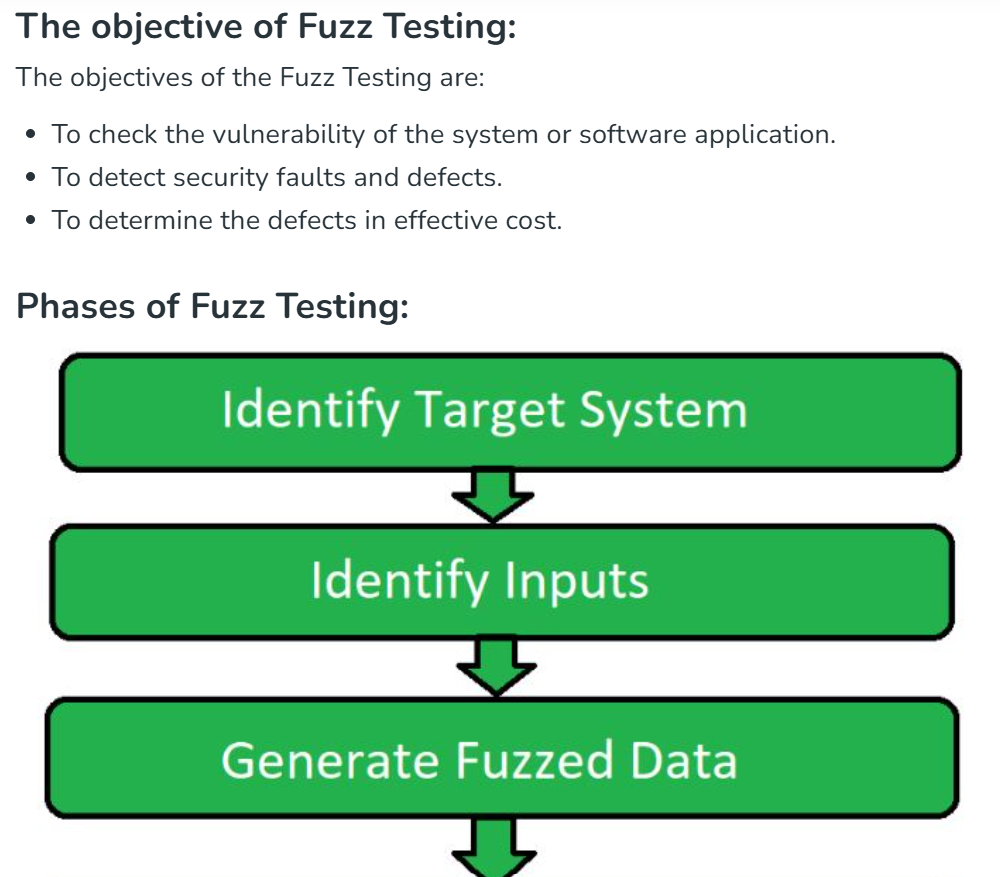 The objective of Fuzz Testing:
The objectives of the Fuzz Testing are:
To check the vulnerability of the system or software application.
To detect security faults and defects.
To determine the defects in effective cost.
Phases of Fuzz Testing:
Identify Target System
Identify Inputs
Generate Fuzzed Data